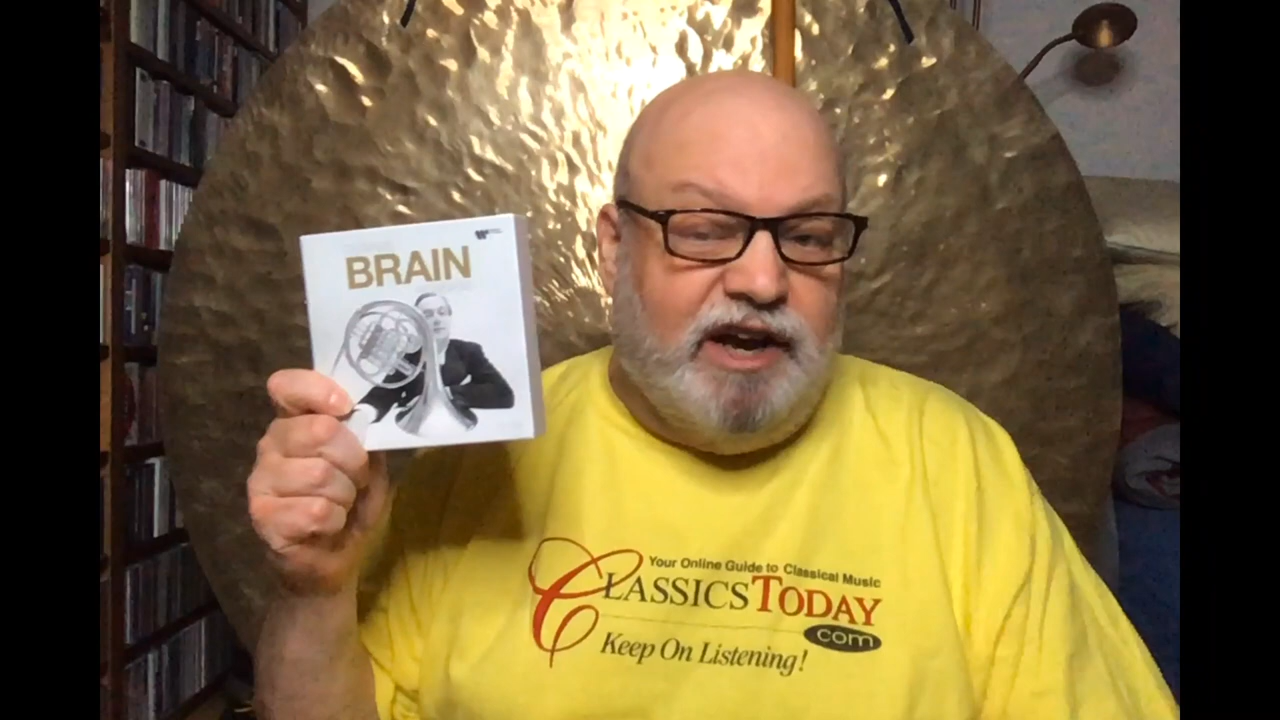 BRAIN
Your Online Guide to Classical Music
CLASSICSTODAY
com
Keep On Listening!